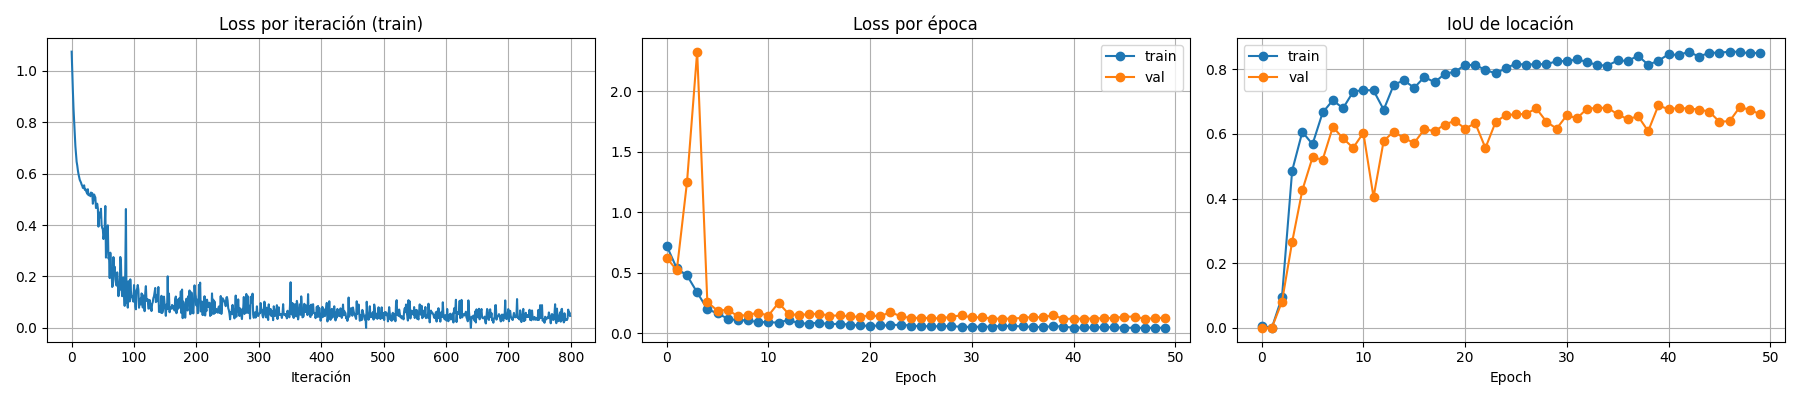 Loss por iteración (train)
1.0
0.8
0.6
0.4
0.2
0.0
0 100 200 300 400 500 600 700 800
Iteración
Loss por época
train
val
2.0
1.5
1.0
0.5
0.0
0 10 20 30 40 50
Epoch
IoU de locación
train
val
0.8
0.6
0.4
0.2
0.0
0 10 20 30 40 50
Epoch